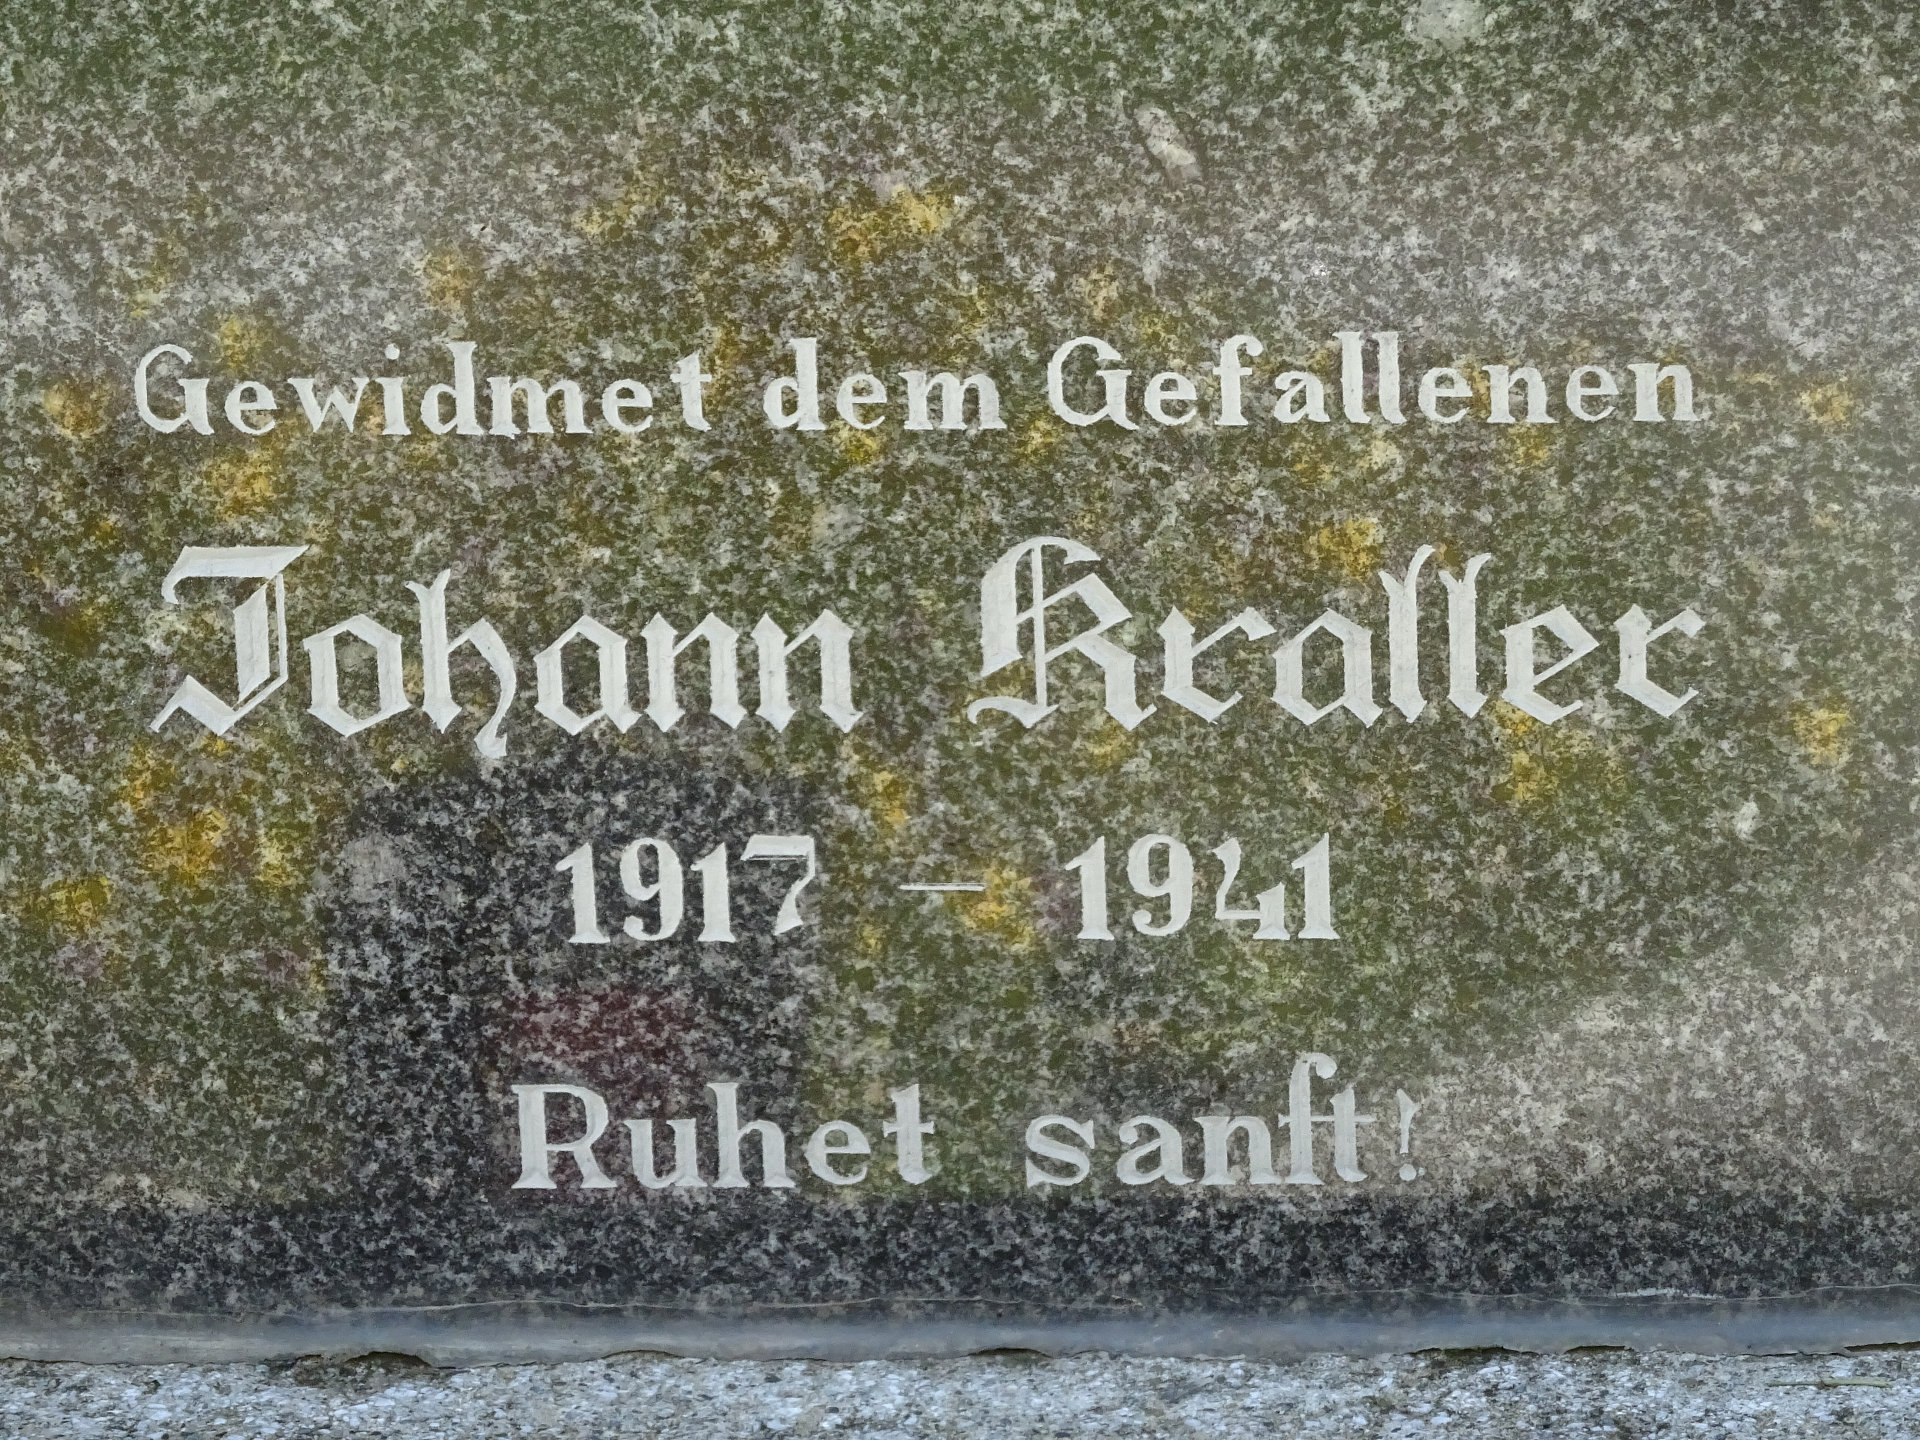 Gewidmet dem Gefallenen
Johann Kraller
1917 — 1941
Ruhet sanft!